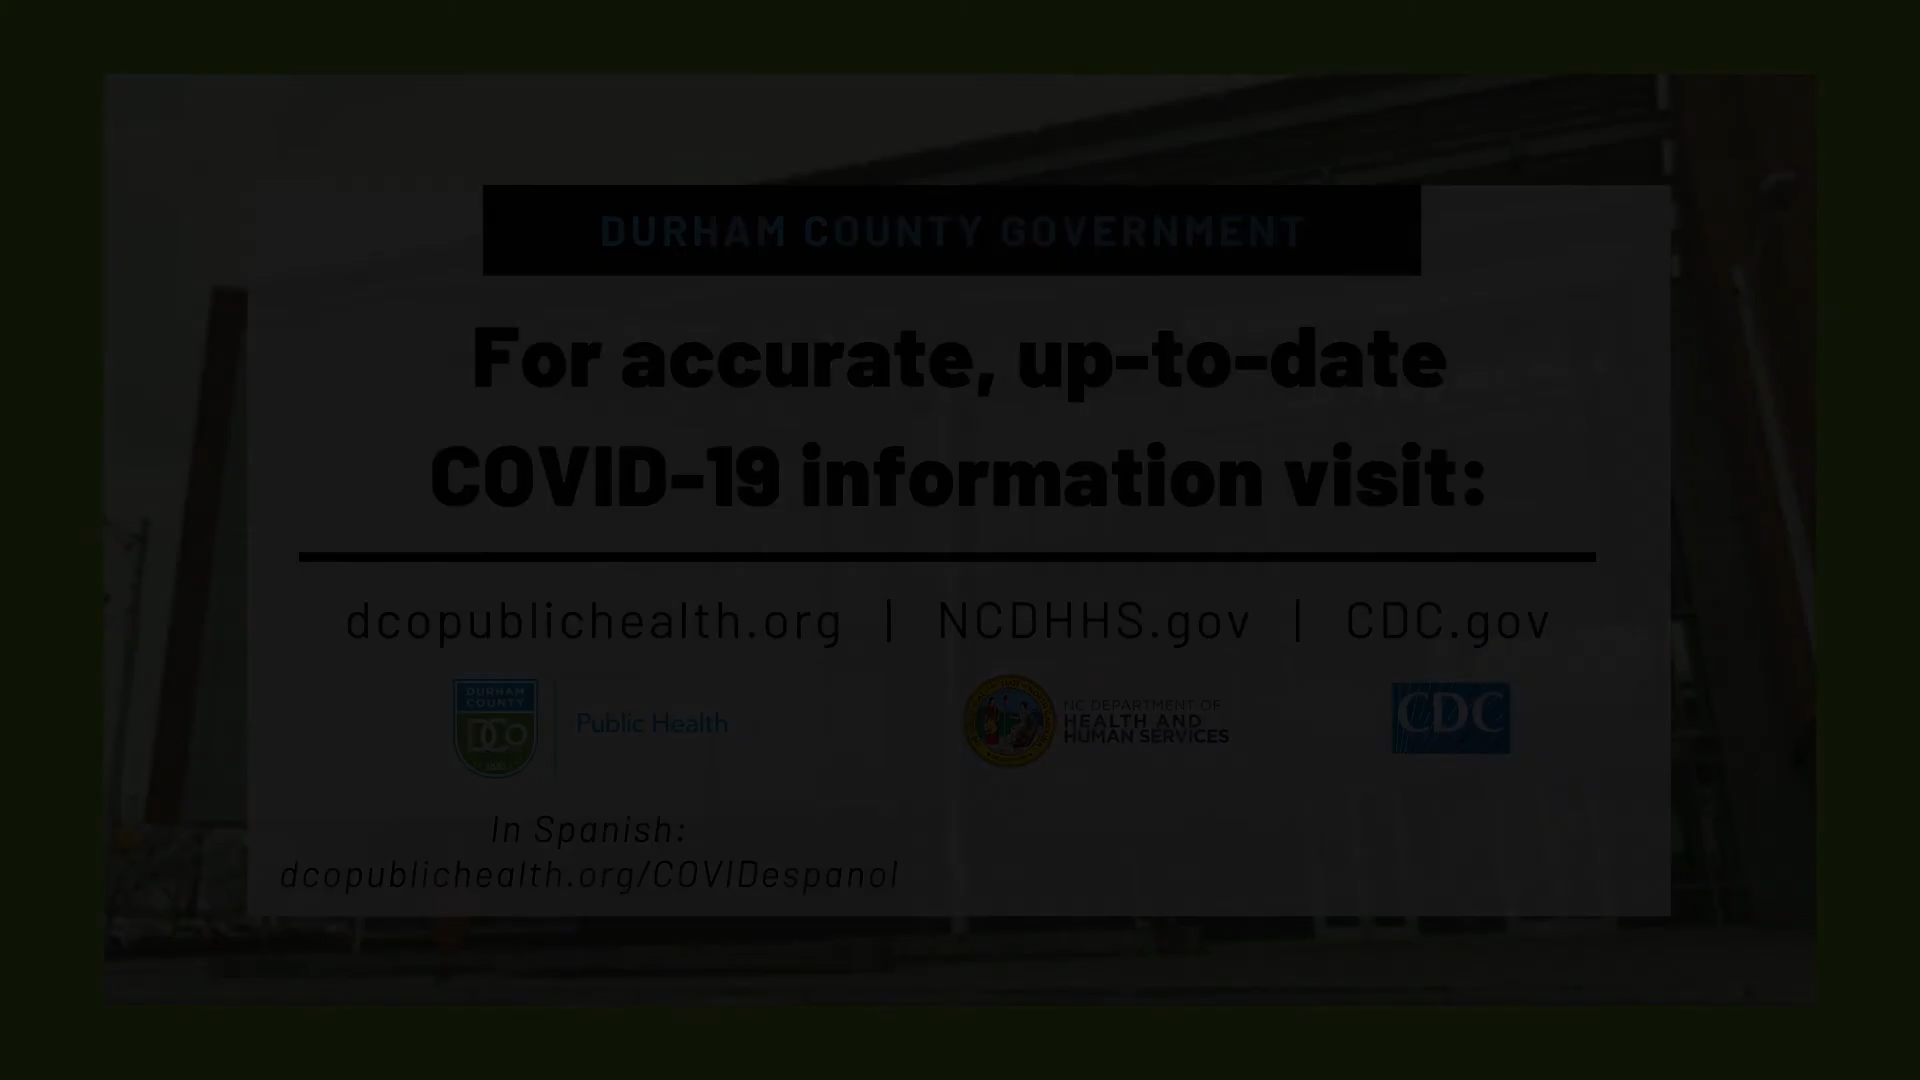 DURHAM COUNTY GOVERNMENT
For accurate, up-to-date
COVID-19 information visit:
dcopublichealth.org | NCDHHS.gov | CDC.gov
DURHAM
COUNTY
DCo
Public Health
NC DEPARTMENT OF
HEALTH AND
HUMAN SERVICES
CDC
In Spanish:
dcopublichealth.org/COVIDespanol